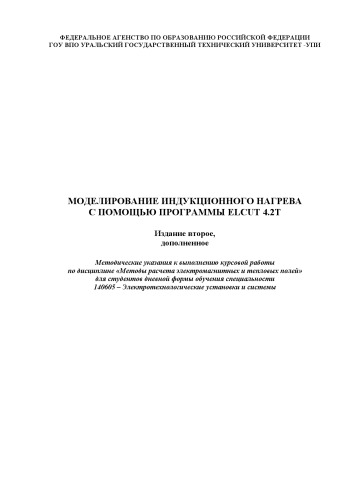 ФЕДЕРАЛЬНОЕ АГЕНСТВО ПО ОБРАЗОВАНИЮ РОССИЙСКОЙ ФЕДЕРАЦИИ
ГОУ ВПО УРАЛЬСКИЙ ГОСУДАРСТВЕННЫЙ ТЕХНИЧЕСКИЙ УНИВЕРСИТЕТ -УПИ
МОДЕЛИРОВАНИЕ ИНДУКЦИОННОГО НАГРЕВА
С ПОМОЩЬЮ ПРОГРАММЫ ELCUT 4.2T
Издание второе,
дополненное
Методические указания к выполнению курсовой работы
по дисциплине «Методы расчета электромагнитных и тепловых полей»
для студентов дневной формы обучения специальности
140605 – Электротехнологические установки и системы